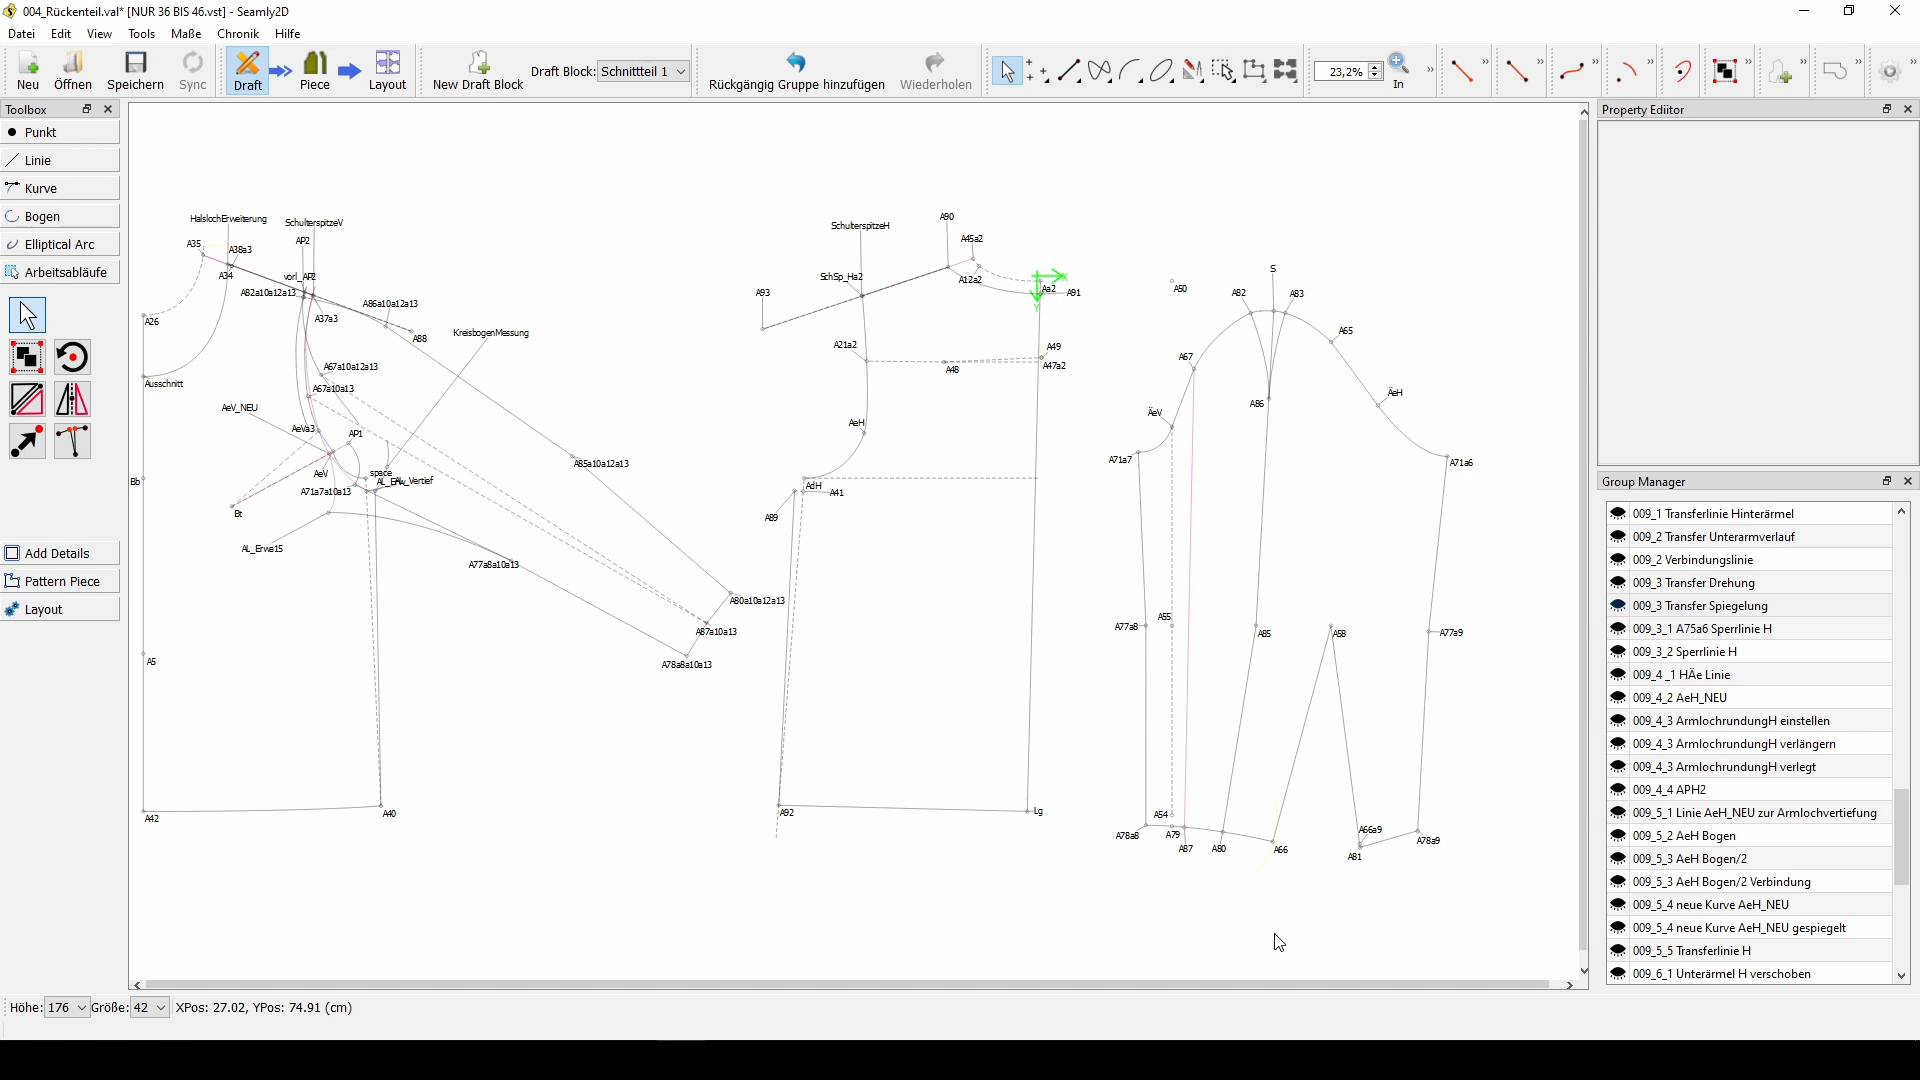 004_Rückenteil.val* [NUR 36 BIS 46.vst] - Seamly2D
Datei Edit View Tools Maße Chronik Hilfe
Neu Öffnen Speichern Sync Draft Piece Layout New Draft Block Draft Block: Schnittteil 1 Rückgängig Gruppe hinzufügen Wiederholen 23,2% In
Toolbox
Punkt
Linie
Kurve
Bogen
Elliptical Arc
Arbeitsabläufe
Add Details
Pattern Piece
Layout
HalslochErweiterung
SchulterspitzeV
A35
A38a3
AP2
A34
vorl_AP2
A82a10a12a13
A86a10a12a13
A26
A37a3
A88
KreisbogenMessung
A67a10a12a13
Ausschnitt
A67a10a13
AeV_NEU
AeVa3
AP1
A85a10a12a13
AeV
space
Bb
A71a7a10a13
Bt
AL_Erwa15
A77a8a10a13
A80a10a12a13
A87a10a13
A5
A78a8a10a13
A42
A40
SchulterspitzeH
A90
A45a2
SchSp_Ha2
A12a2
Aa2
A91
X
Y
A93
A21a2
A49
A48
A47a2
AeH
AdH
A41
A89
A92
Lg
S
A50
A82
A83
A65
A67
ÄeH
A86
ÄeV
A71a7
A71a6
A55
A77a8
A85
A58
A77a9
A54
A78a8
A79
A87
A80
A66
A66a9
A81
A78a9
Property Ediitor
Group Manager
009_1 Transferlinie Hinterärmel
009_2 Transfer Unterarmverlauf
009_2 Verbindungslinie
009_3 Transfer Drehung
009_3 Transfer Spiegelung
009_3_1 A75a6 Sperrlinie H
009_3_2 Sperrlinie H
009_4 _1 HÄe Linie
009_4_2 AeH_NEU
009_4_3 ArmlochrundungH einstellen
009_4_3 ArmlochrundungH verlängern
009_4_3 ArmlochrundungH verlegt
009_4_4 APH2
009_5_1 Linie AeH_NEU zur Armlochvertiefung
009_5_2 AeH Bogen
009_5_3 AeH Bogen/2
009_5_3 AeH Bogen/2 Verbindung
009_5_4 neue Kurve AeH_NEU
009_5_4 neue Kurve AeH_NEU gespiegelt
009_5_5 Transferlinie H
009_6_1 Unterärmel H verschoben
Höhe: 176 Größe: 42 XPos: 27.02, YPos: 74.91 (cm)